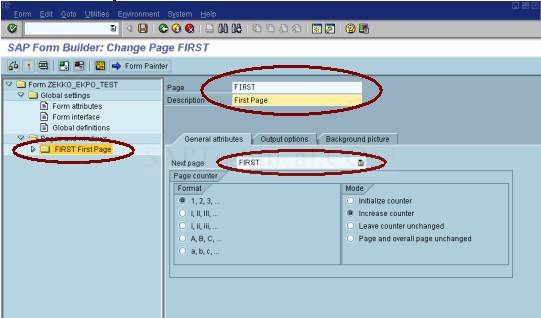 Form Edit Goto Utilities Environment System Help
SAP Form Builder: Change Page FIRST
Form Painter
Form ZEKKO_EKPO_TEST
Global settings
Form attributes
Form interface
Global definitions
Pages and windows
FIRST First Page
Page FIRST
Description First Page
General attributes Output options Background picture
Next page FIRST
Page counter
Format
1, 2, 3, ...
I, II, III, ...
i, ii, iii, ...
A, B, C, ...
a, b, c, ...
Mode
Initialize counter
Increase counter
Leave counter unchanged
Page and overall page unchanged